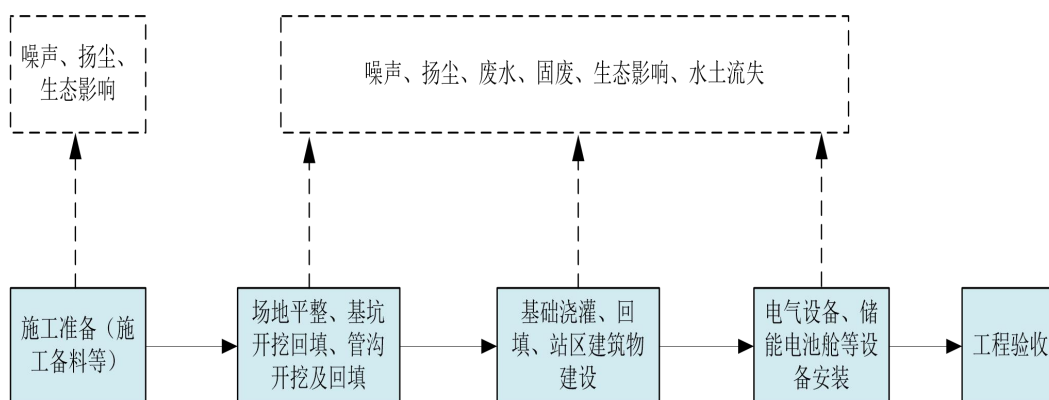 噪声、扬尘、
生态影响
噪声、扬尘、废水、固废、生态影响、水土流失
施工准备（施
工备料等）
场地平整、基坑
开挖回填、管沟
开挖及回填
基础浇灌、回
填、站区建筑物
建设
电气设备、储
能电池舱等设
备安装
工程验收